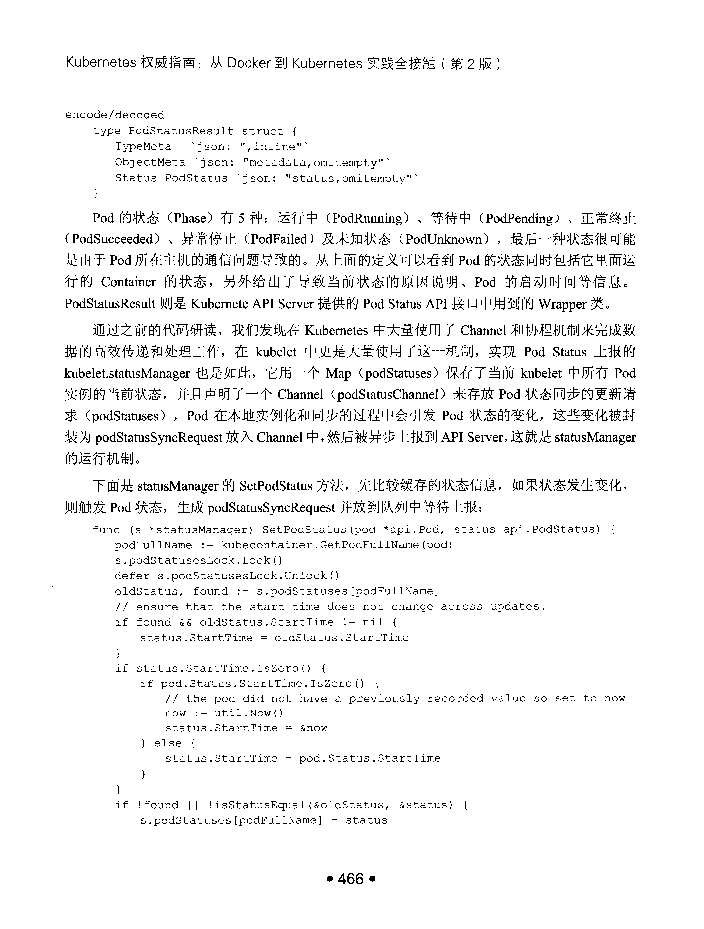 Kubernetes 权威指南：从 Docker 到 Kubernetes 实践全接触（第 2 版）
encode/decoded
type PodStatusResult struct {
TypeMeta `json: ",inline"`
ObjectMeta `json: "metadata,omitempty"`
Status PodStatus `json: "status,omitempty"`
}
Pod 的状态（Phase）有 5 种：运行中（PodRunning）、等待中（PodPending）、正常终止
（PodSucceeded）、异常停止（PodFailed）及未知状态（PodUnknown），最后一种状态很可能
是由于 Pod 所在主机的通信问题导致的。从上面的定义可以看到 Pod 的状态同时包括它里面运
行的 Container 的状态，另外给出了导致当前状态的原因说明、Pod 的启动时间等信息。
PodStatusResult 则是 Kubernete API Server 提供的 Pod Status API 接口中用到的 Wrapper 类。
通过之前的代码研读，我们发现在 Kubernetes 中大量使用了 Channel 和协程机制来完成数
据的高效传递和处理工作，在 kubelet 中更是大量使用了这一机制，实现 Pod Status 上报的
kubelet.statusManager 也是如此，它用一个 Map（podStatuses）保存了当前 kubelet 中所有 Pod
实例的当前状态，并且声明了一个 Channel（podStatusChannel）来存放 Pod 状态同步的更新请
求（podStatuses），Pod 在本地实例化和同步的过程中会引发 Pod 状态的变化，这些变化被封
装为 podStatusSyncRequest 放入 Channel 中，然后被异步上报到 API Server，这就是 statusManager
的运行机制。
下面是 statusManager 的 SetPodStatus 方法，先比较缓存的状态信息，如果状态发生变化，
则触发 Pod 状态，生成 podStatusSyncRequest 并放到队列中等待上报：
func (s *statusManager) SetPodStatus(pod *api.Pod, status api.PodStatus) {
podFullName := kubecontainer.GetPodFullName(pod)
s.podStatusesLock.Lock()
defer s.podStatusesLock.Unlock()
oldStatus, found := s.podStatuses[podFullName]
// ensure that the start time does not change across updates.
if found && oldStatus.StartTime != nil {
status.StartTime = oldStatus.StartTime
}
if status.StartTime.IsZero() {
if pod.Status.StartTime.IsZero() {
// the pod did not have a previously recorded value so set to now
now := util.Now()
status.StartTime = &now
} else {
status.StartTime = pod.Status.StartTime
}
}
if !found || !isStatusEqual(&oldStatus, &status) {
s.podStatuses[podFullName] = status
• 466 •